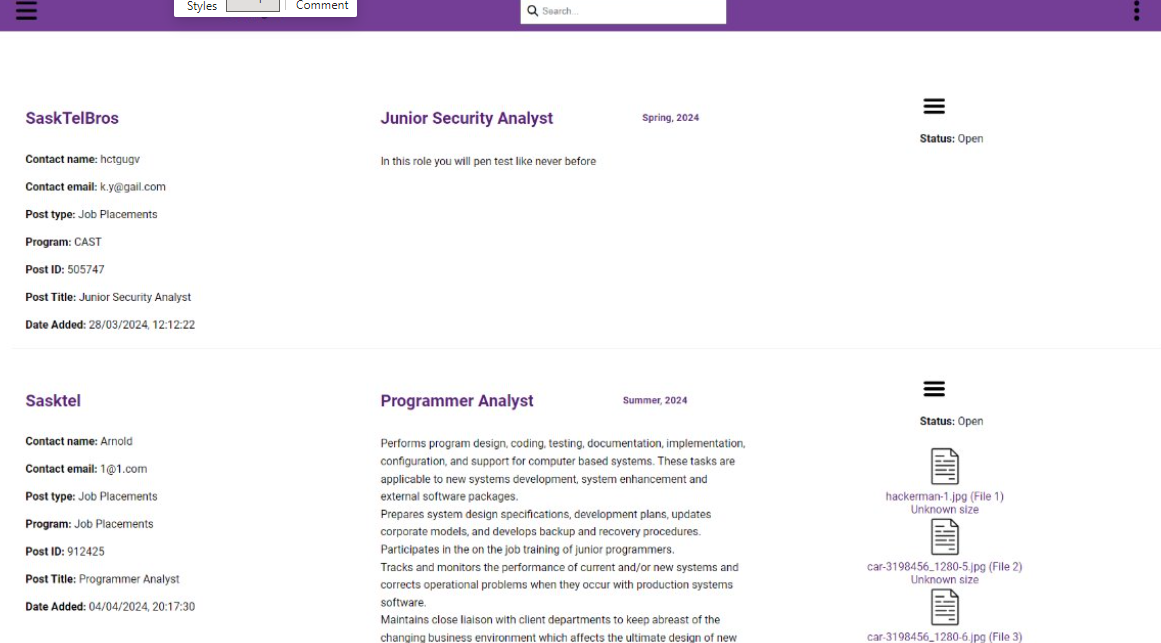 Styles
Comment
Search...
SaskTelBros
Junior Security Analyst
Spring, 2024
Status: Open
Contact name: hctgugv
In this role you will pen test like never before
Contact email: k.y@gail.com
Post type: Job Placements
Program: CAST
Post ID: 505747
Post Title: Junior Security Analyst
Date Added: 28/03/2024, 12:12:22
Sasktel
Programmer Analyst
Summer, 2024
Status: Open
Contact name: Arnold
Contact email: 1@1.com
Post type: Job Placements
Program: Job Placements
Post ID: 912425
Post Title: Programmer Analyst
Date Added: 04/04/2024, 20:17:30
Performs program design, coding, testing, documentation, implementation,
configuration, and support for computer based systems. These tasks are
applicable to new systems development, system enhancement and
external software packages.
Prepares system design specifications, development plans, updates
corporate models, and develops backup and recovery procedures.
Participates in the on the job training of junior programmers.
Tracks and monitors the performance of current and/or new systems and
corrects operational problems when they occur with production systems
software.
Maintains close liaison with client departments to keep abreast of the
changing business environment which affects the ultimate design of new
hackerman-1.jpg (File 1)
Unknown size
car-3198456_1280-5.jpg (File 2)
Unknown size
car-3198456_1280-6.jpg (File 3)